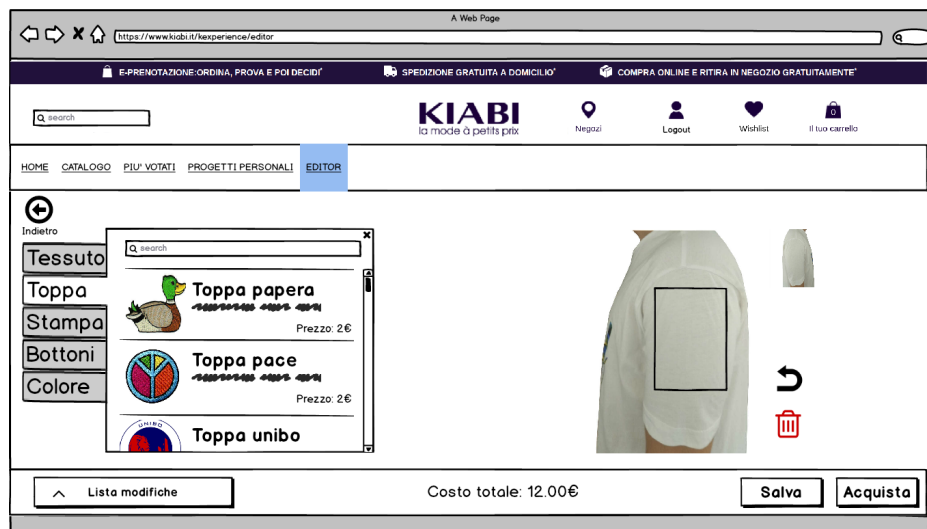 A Web Page
https://www.kiabi.it/kexperience/editor
E-PRENOTAZIONE:ORDINA, PROVA E POI DECIDI*
SPEDIZIONE GRATUITA A DOMICILIO*
COMPRA ONLINE E RITIRA IN NEGOZIO GRATUITAMENTE*
search
KIABI
la mode à petits prix
Negozi
Logout
Wishlist
0
Il tuo carrello
HOME CATALOGO PIU' VOTATI PROGETTI PERSONALI EDITOR
Indietro
Tessuto
Toppa
Stampa
Bottoni
Colore
search
Toppa papera
Prezzo: 2€
Toppa pace
Prezzo: 2€
UNIBO
Toppa unibo
Lista modifiche
Costo totale: 12.00€
Salva
Acquista